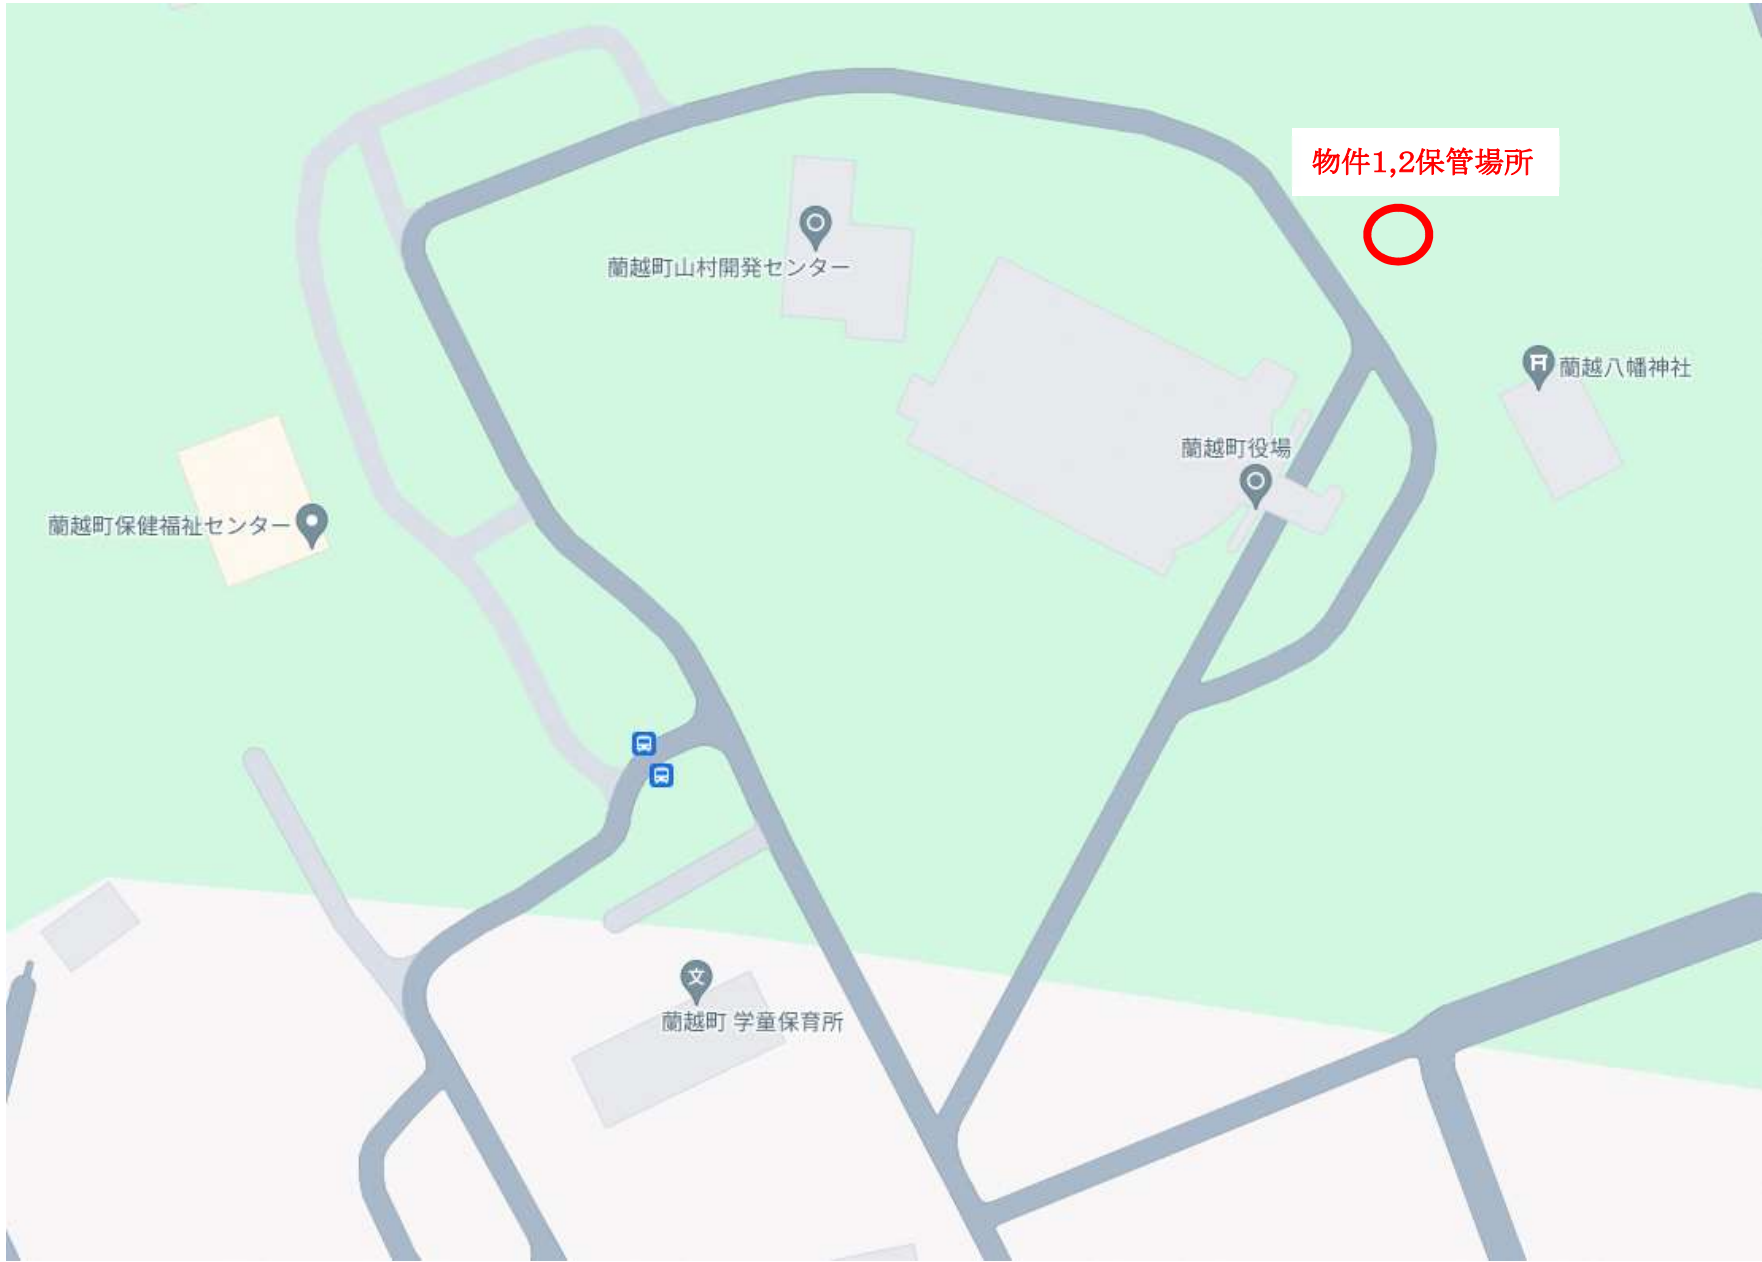 物件1,2保管場所
蘭越町山村開発センター
蘭越八幡神社
蘭越町役場
蘭越町保健福祉センター
文
蘭越町 学童保育所